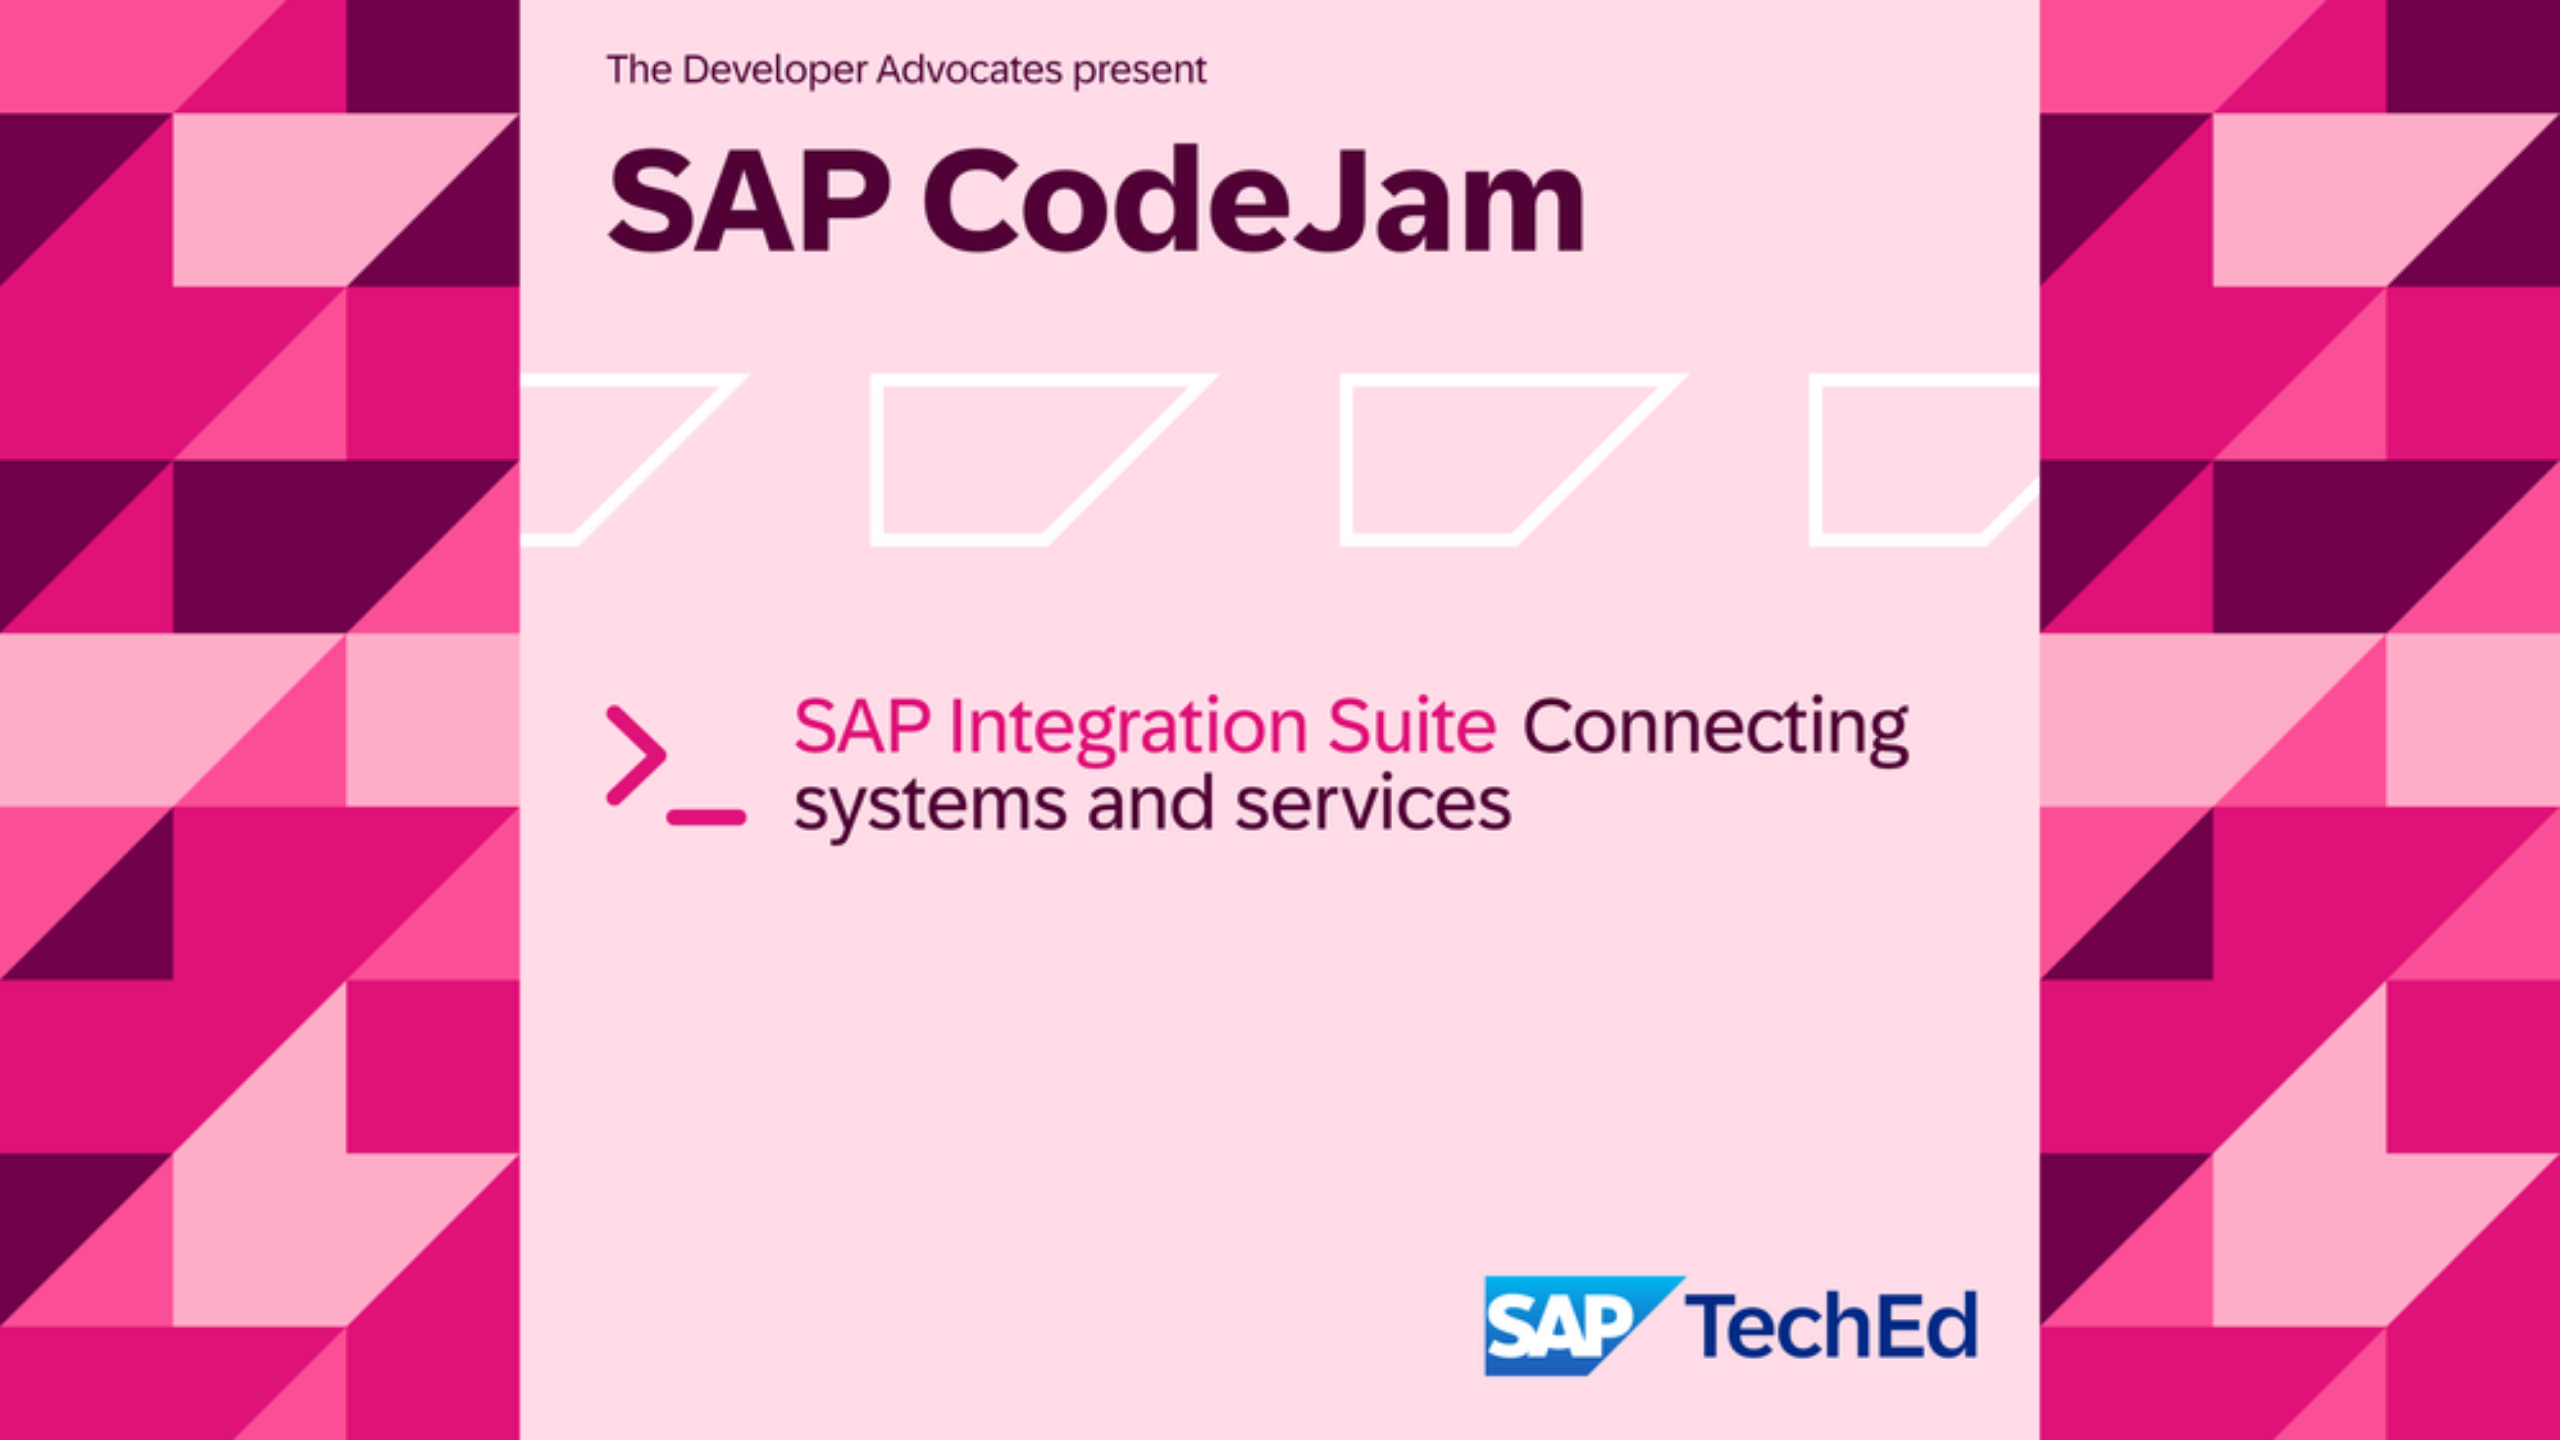 The Developer Advocates present
SAP CodeJam
SAP Integration Suite Connecting
systems and services
SAP TechEd